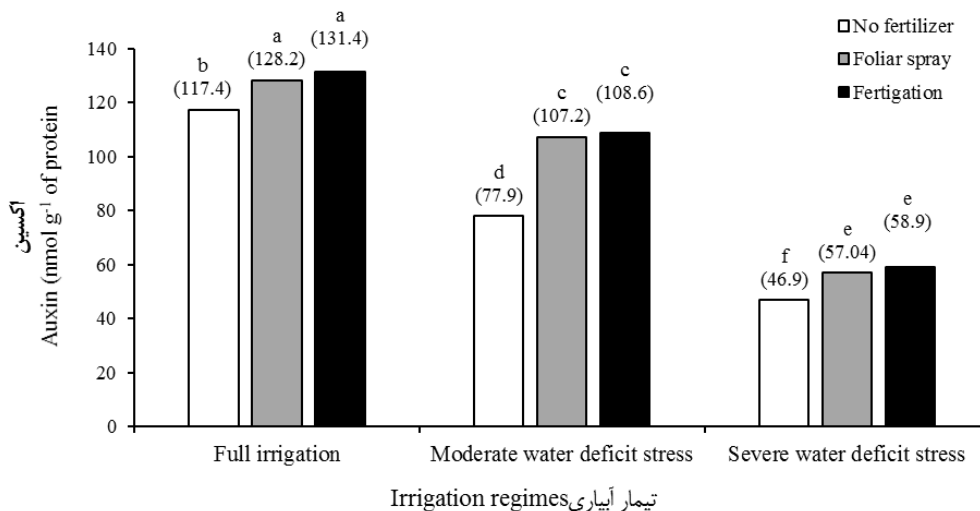 اکسین
Auxin (nmol g⁻¹ of protein)
140
120
100
80
60
40
20
0
b
(117.4)
a
(128.2)
a
(131.4)
d
(77.9)
c
(107.2)
c
(108.6)
f
(46.9)
e
(57.04)
e
(58.9)
No fertilizer
Foliar spray
Fertigation
Full irrigation
Moderate water deficit stress
Severe water deficit stress
Irrigation regimes تیمار آبیاری